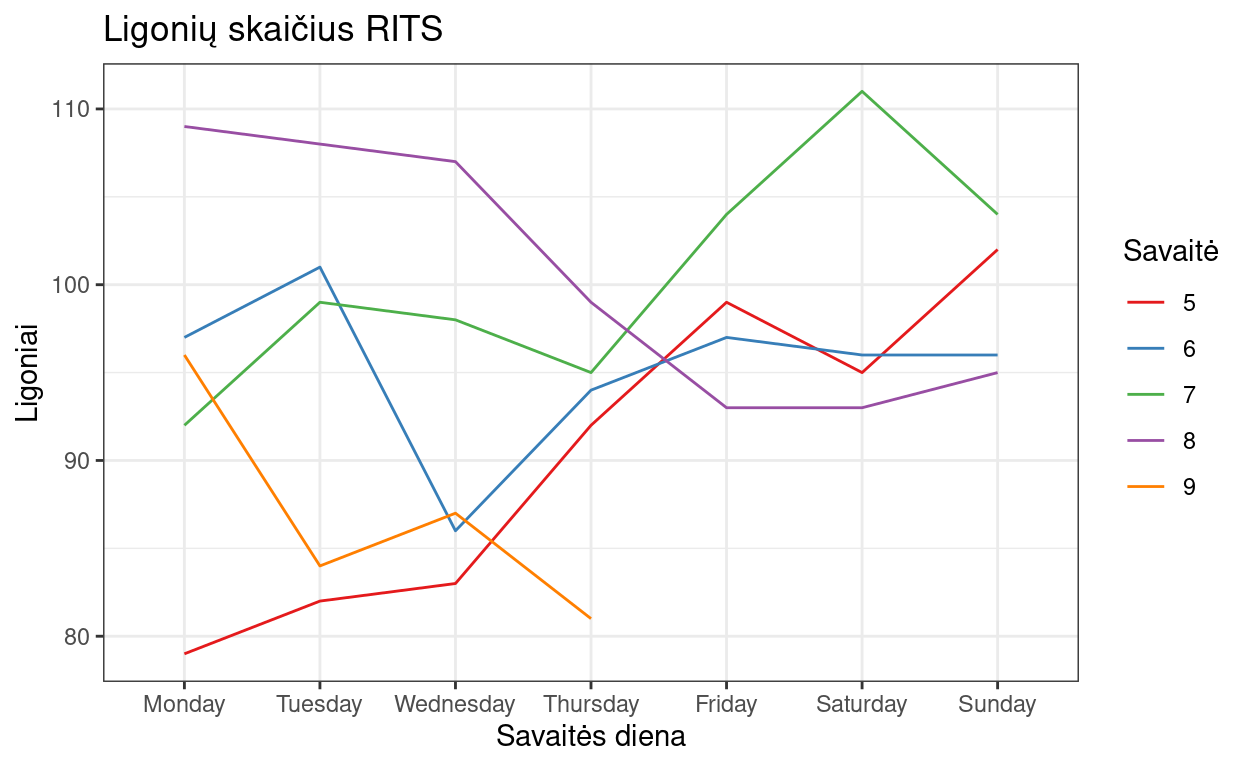 Ligonių skaičius RITS
Ligoniai
110
100
90
80
Monday Tuesday Wednesday Thursday Friday Saturday Sunday
Savaitės diena
Savaitė
5
6
7
8
9